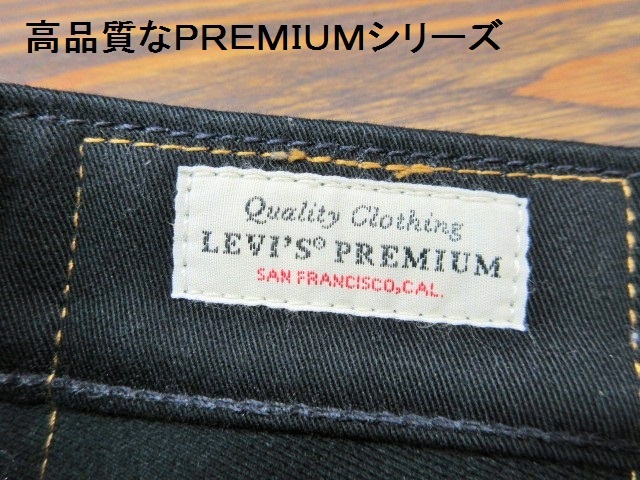 高品質なPREMIUMシリーズ
Quality Clothing
LEVI'S® PREMIUM
SAN FRANCISCO,CAL.